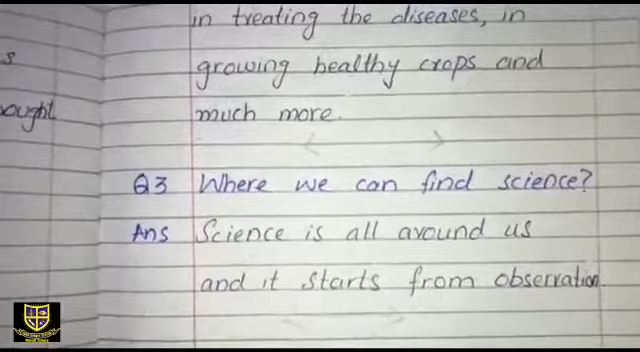 in treating the diseases, in
s
growing healthy crops and
ought
much more.
Q3 Where we can find science?
Ans Science is all around us
and it starts from observation.